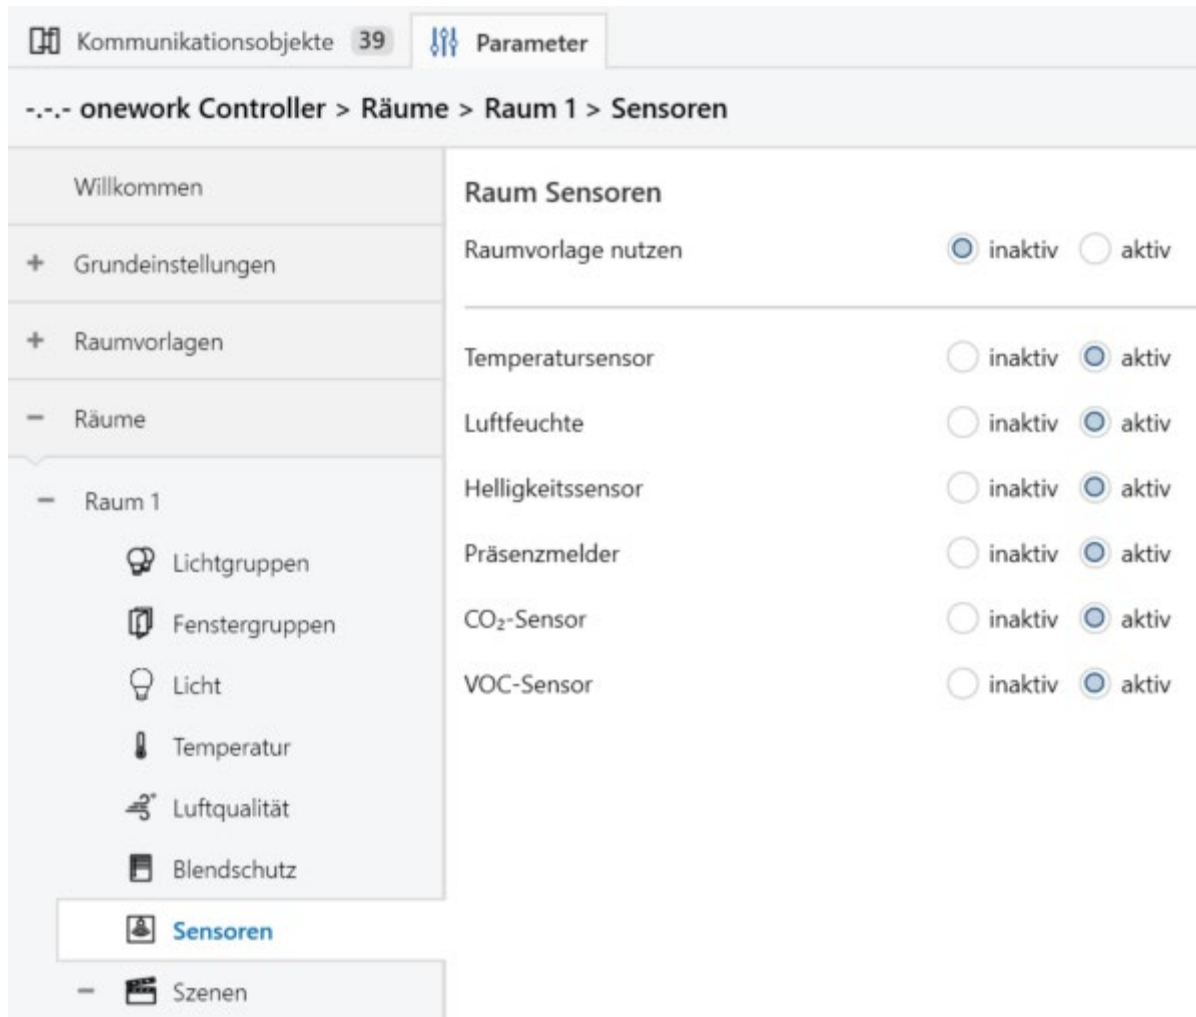 Kommunikationsobjekte 39 Parameter
-.-.- onework Controller > Räume > Raum 1 > Sensoren
Willkommen
+ Grundeinstellungen
+ Raumvorlagen
− Räume
− Raum 1
Lichtgruppen
Fenstergruppen
Licht
Temperatur
Luftqualität
Blendschutz
Sensoren
− Szenen
Raum Sensoren
Raumvorlage nutzen inaktiv aktiv
Temperatursensor inaktiv aktiv
Luftfeuchte inaktiv aktiv
Helligkeitssensor inaktiv aktiv
Präsenzmelder inaktiv aktiv
CO₂-Sensor inaktiv aktiv
VOC-Sensor inaktiv aktiv